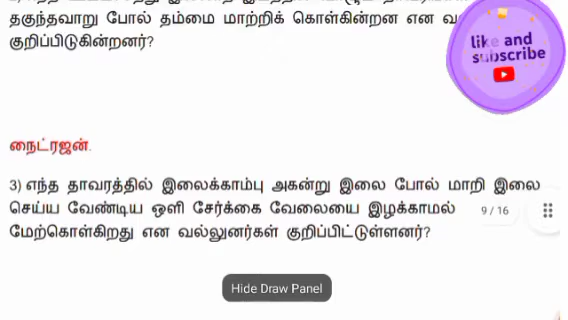 தகுந்தவாறு போல் தம்மை மாற்றிக் கொள்கின்றன என
குறிப்பிடுகின்றனர்?
like and
subscribe
நைட்ரஜன்.
3) எந்த தாவரத்தில் இலைக்காம்பு அகன்று இலை போல் மாறி இலை
செய்ய வேண்டிய ஒளி சேர்க்கை வேலையை இழக்காமல்
9/16
மேற்கொள்கிறது என வல்லுனர்கள் குறிப்பிட்டுள்ளனர்?
Hide Draw Panel